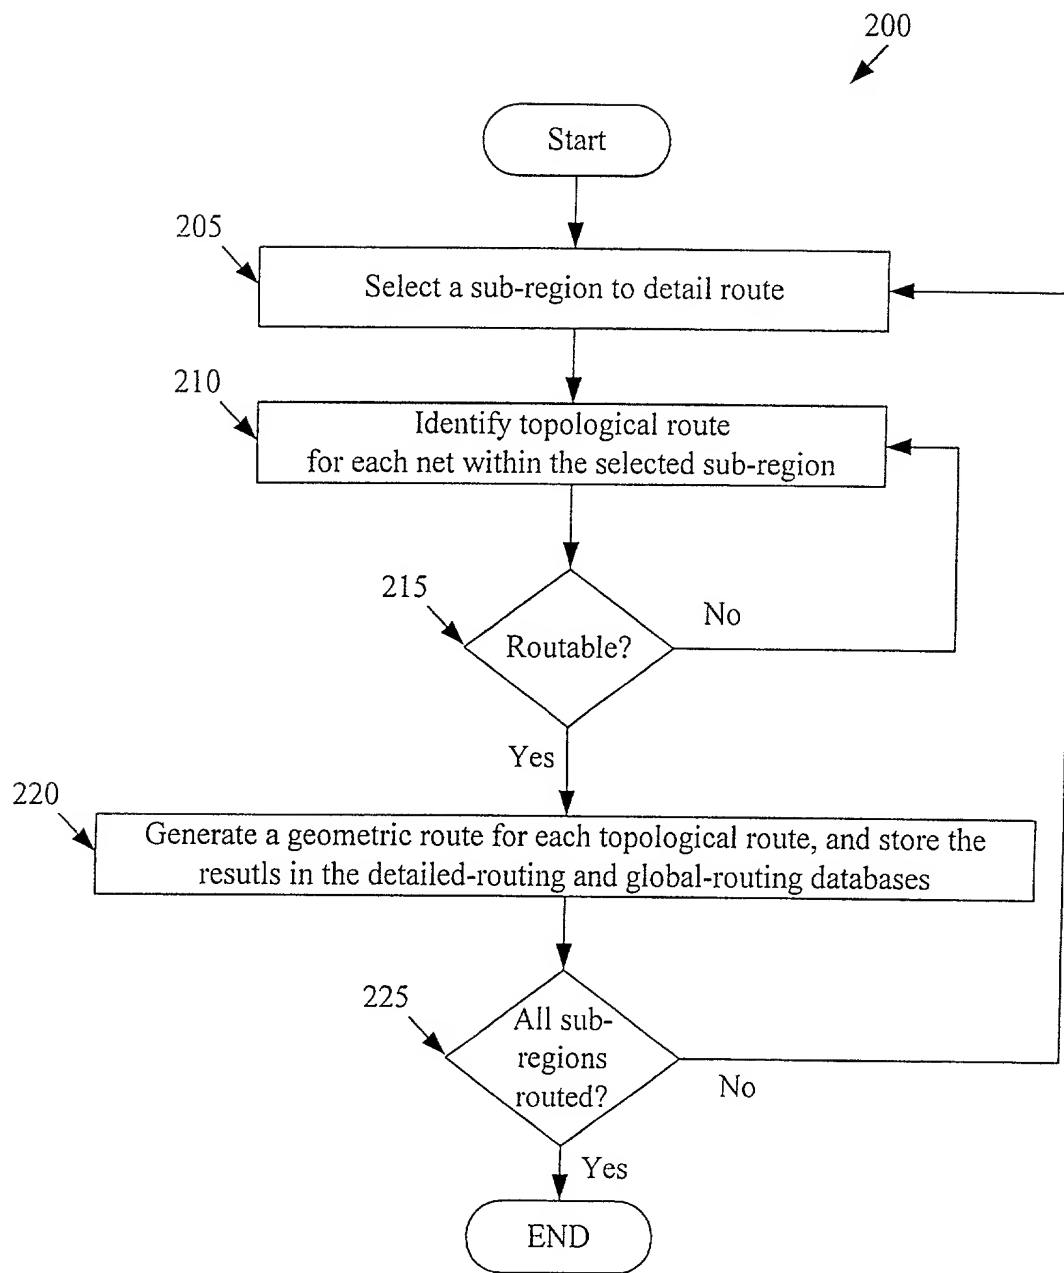 200
Start
205
Select a sub-region to detail route
210
Identify topological route
for each net within the selected sub-region
215
Routable?
No
Yes
220
Generate a geometric route for each topological route, and store the
resutls in the detailed-routing and global-routing databases
225
All sub-
regions
routed?
No
Yes
END